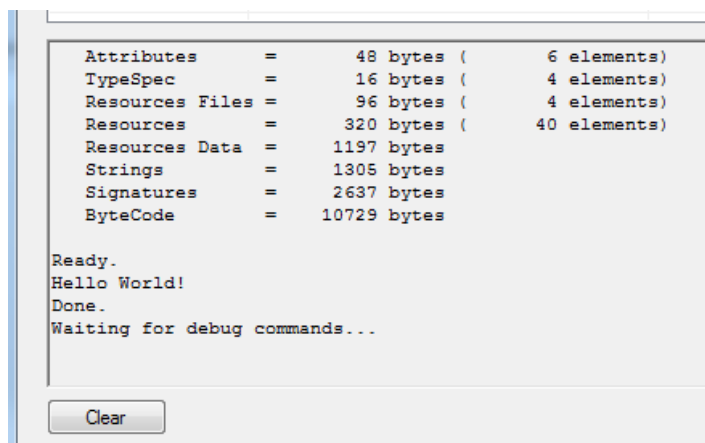 Attributes      =       48 bytes (      6 elements)
TypeSpec        =       16 bytes (      4 elements)
Resources Files =       96 bytes (      4 elements)
Resources       =      320 bytes (     40 elements)
Resources Data  =     1197 bytes
Strings         =     1305 bytes
Signatures      =     2637 bytes
ByteCode        =    10729 bytes
Ready.
Hello World!
Done.
Waiting for debug commands...
Clear